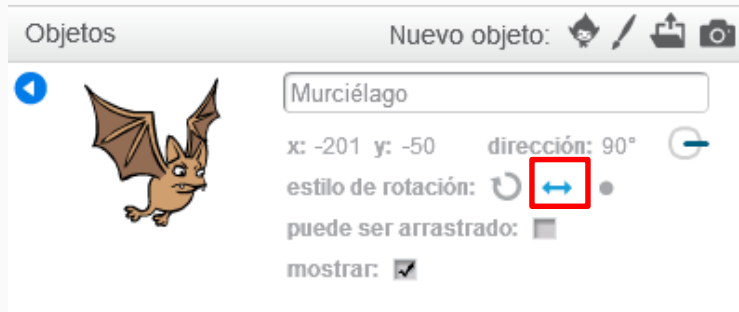 Objetos Nuevo objeto:
Murciélago
x: -201 y: -50 dirección: 90°
estilo de rotación:
puede ser arrastrado:
mostrar: